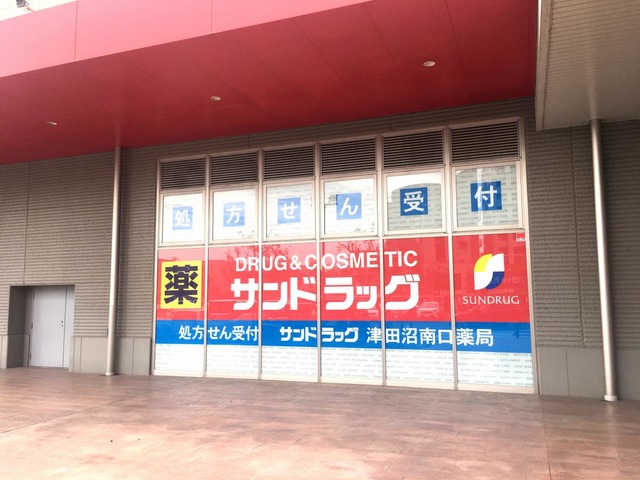 処方せん受付
DRUG & COSMETIC
薬
サンドラッグ
SUNDRUG
処方せん受付 サンドラッグ 津田沼南口薬局